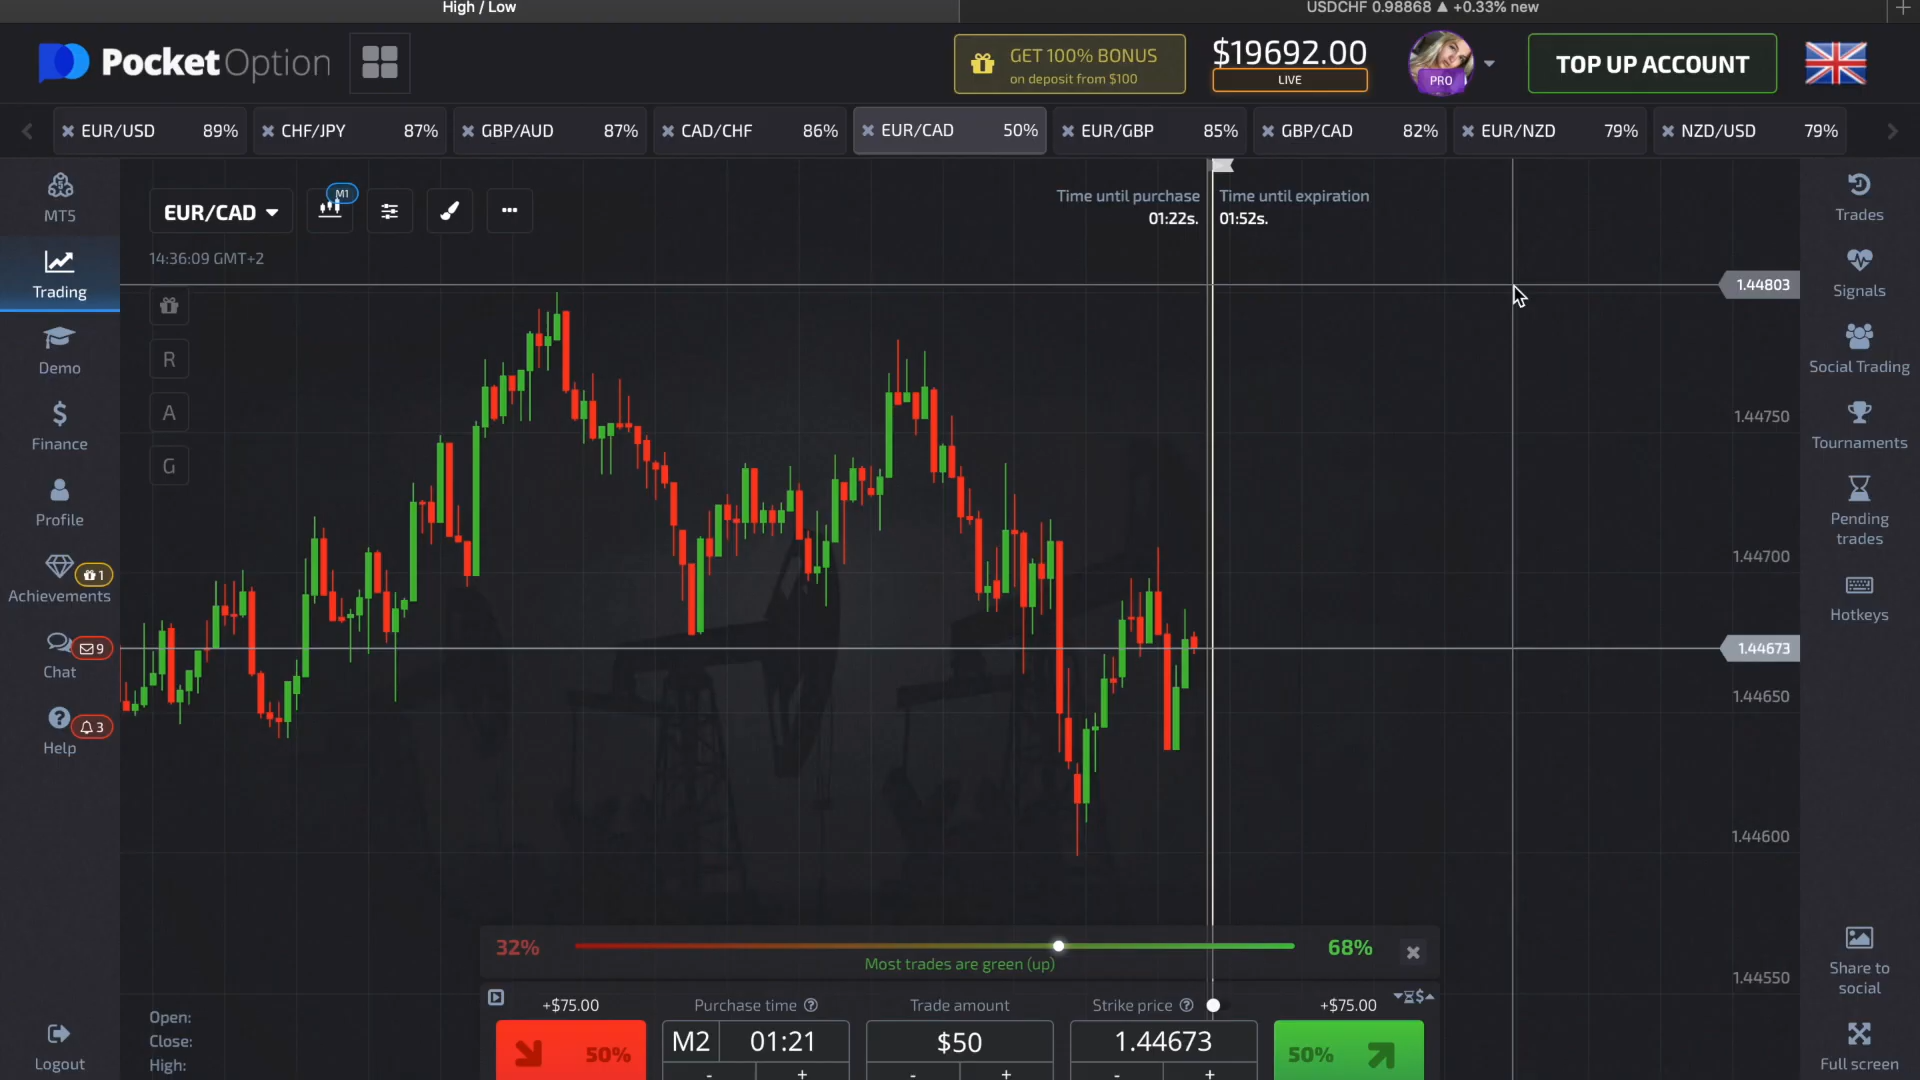 High / Low
USDCHF 0.98868 ▲ +0.33% new
PocketOption
GET 100% BONUS
on deposit from $100
$19692.00
LIVE
PRO
TOP UP ACCOUNT
EUR/USD 89%
CHF/JPY 87%
GBP/AUD 87%
CAD/CHF 86%
EUR/CAD 50%
EUR/GBP 85%
GBP/CAD 82%
EUR/NZD 79%
NZD/USD 79%
MT5
Trading
Demo
Finance
Profile
1
Achievements
9
Chat
3
Help
Logout
EUR/CAD
M1
14:36:09 GMT+2
R
A
G
Time until purchase
01:22s.
Time until expiration
01:52s.
1.44803
1.44750
1.44700
1.44673
1.44650
1.44600
1.44550
Trades
Signals
Social Trading
Tournaments
Pending
trades
Hotkeys
Share to
social
Full screen
32%
68%
Most trades are green (up)
+$75.00
Purchase time
Trade amount
Strike price
+$75.00
50%
M2
01:21
$50
1.44673
50%
- +
- +
- +
Open:
Close:
High: